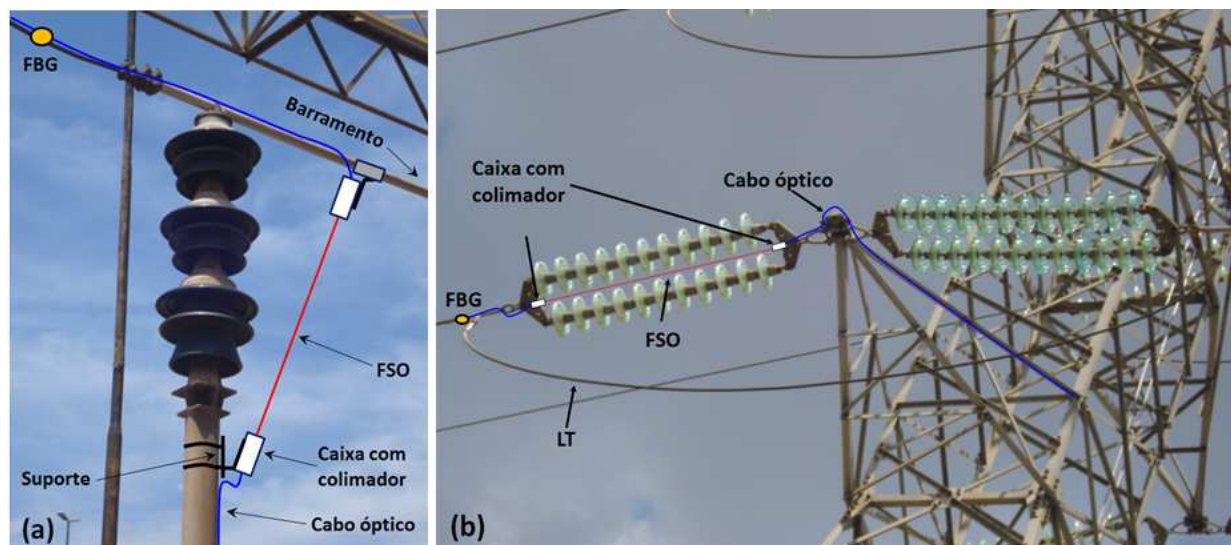 FBG
Barramento
FSO
Suporte
Caixa com
colimador
Cabo óptico
(a)
Caixa com
colimador
Cabo óptico
FBG
FSO
LT
(b)